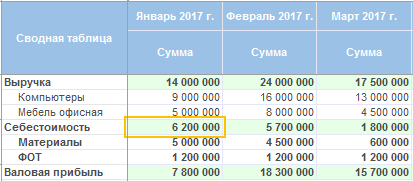 Сводная таблица Январь 2017 г. Февраль 2017 г. Март 2017 г.
Сумма Сумма Сумма
Выручка 14 000 000 24 000 000 17 500 000
Компьютеры 9 000 000 16 000 000 13 000 000
Мебель офисная 5 000 000 8 000 000 4 500 000
Себестоимость 6 200 000 5 700 000 1 800 000
Материалы 5 000 000 4 500 000 600 000
ФОТ 1 200 000 1 200 000 1 200 000
Валовая прибыль 7 800 000 18 300 000 15 700 000